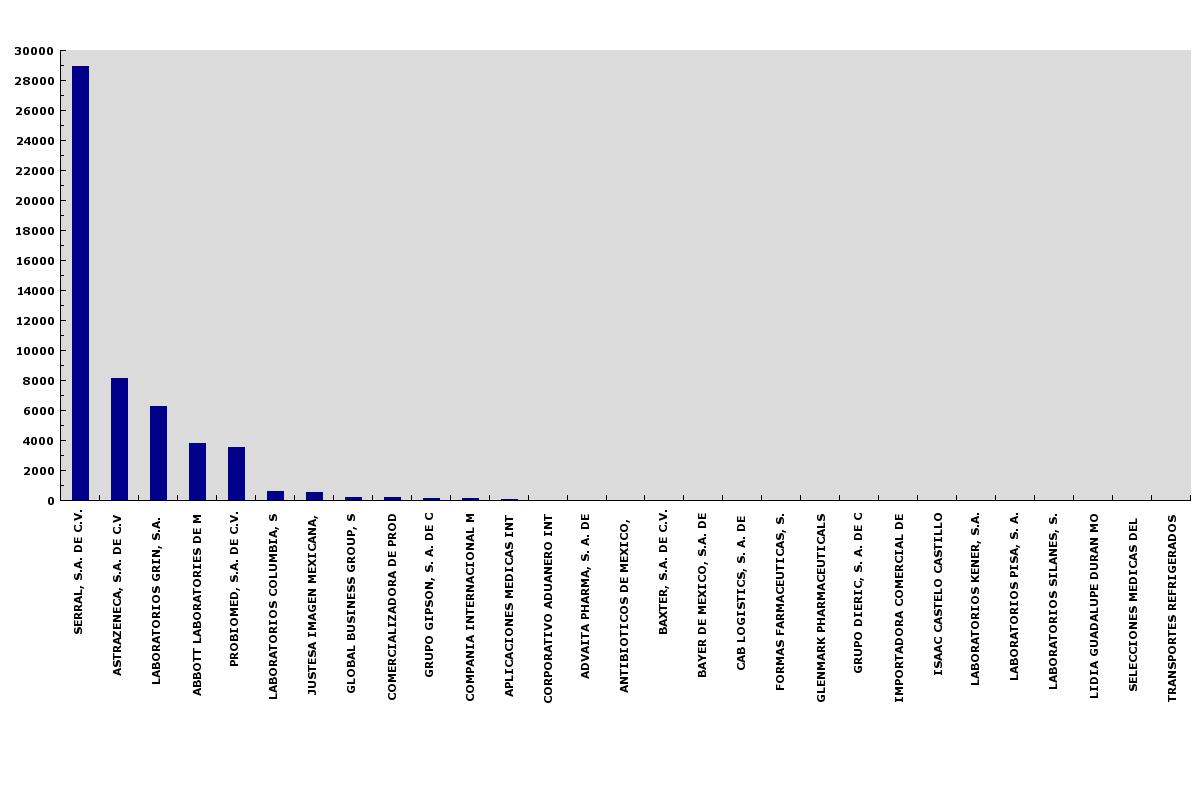 30000
28000
26000
24000
22000
20000
18000
16000
14000
12000
10000
8000
6000
4000
2000
0
SERRAL, S.A. DE C.V.
ASTRAZENECA, S.A. DE C.V
LABORATORIOS GRIN, S.A.
ABBOTT LABORATORIES DE M
PROBIOMED, S.A. DE C.V.
LABORATORIOS COLUMBIA, S
JUSTESA IMAGEN MEXICANA,
GLOBAL BUSINESS GROUP, S
COMERCIALIZADORA DE PROD
GRUPO GIPSON, S. A. DE C
COMPANIA INTERNACIONAL M
APLICACIONES MEDICAS INT
CORPORATIVO ADUANERO INT
ADVAITA PHARMA, S. A. DE
ANTIBIOTICOS DE MEXICO,
BAXTER, S.A. DE C.V.
BAYER DE MEXICO, S.A. DE
CAB LOGISTICS, S. A. DE
FORMAS FARMACEUTICAS, S.
GLENMARK PHARMACEUTICALS
GRUPO DIERIC, S. A. DE C
IMPORTADORA COMERCIAL DE
ISAAC CASTELO CASTILLO
LABORATORIOS KENER, S.A.
LABORATORIOS PISA, S. A.
LABORATORIOS SILANES, S.
LIDIA GUADALUPE DURAN MO
SELECCIONES MEDICAS DEL
TRANSPORTES REFRIGERADOS